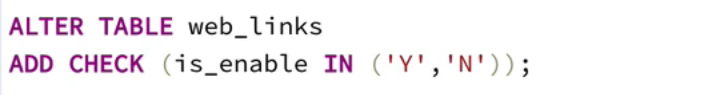 ALTER TABLE web_links
ADD CHECK (is_enable IN ('Y','N'));